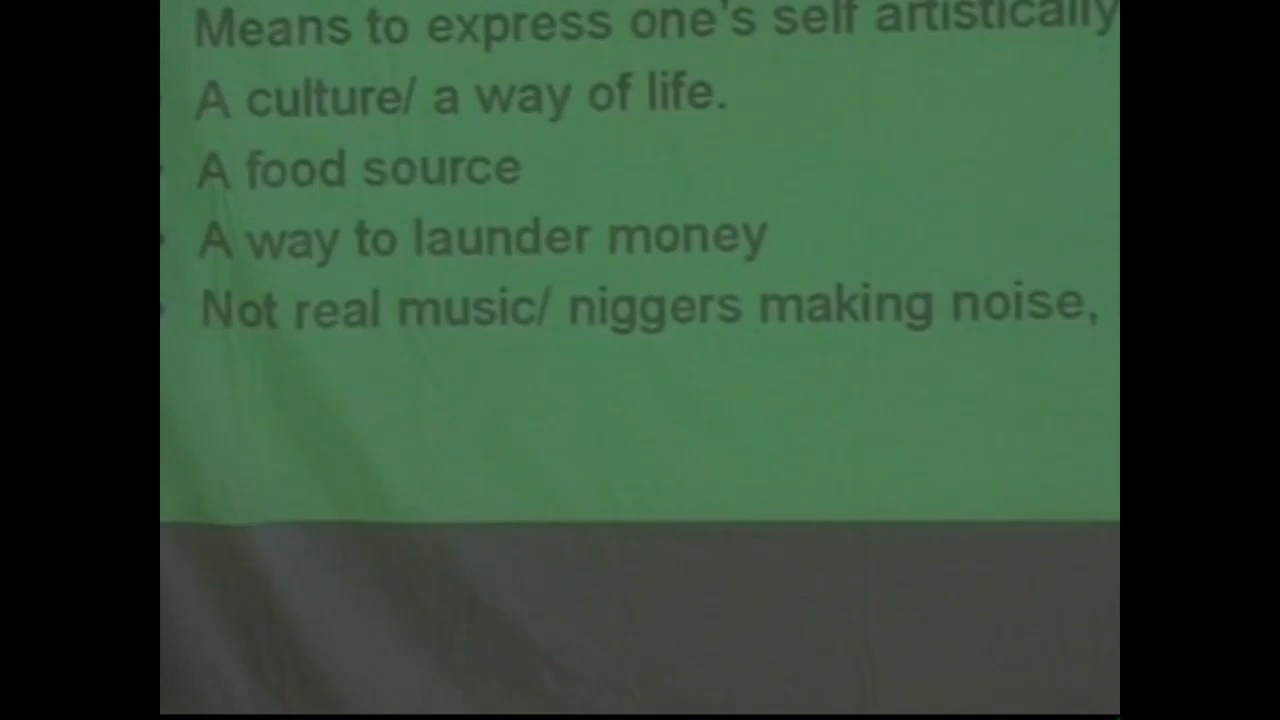 Means to express one's self artistically
A culture/ a way of life.
A food source
A way to launder money
Not real music/ niggers making noise,